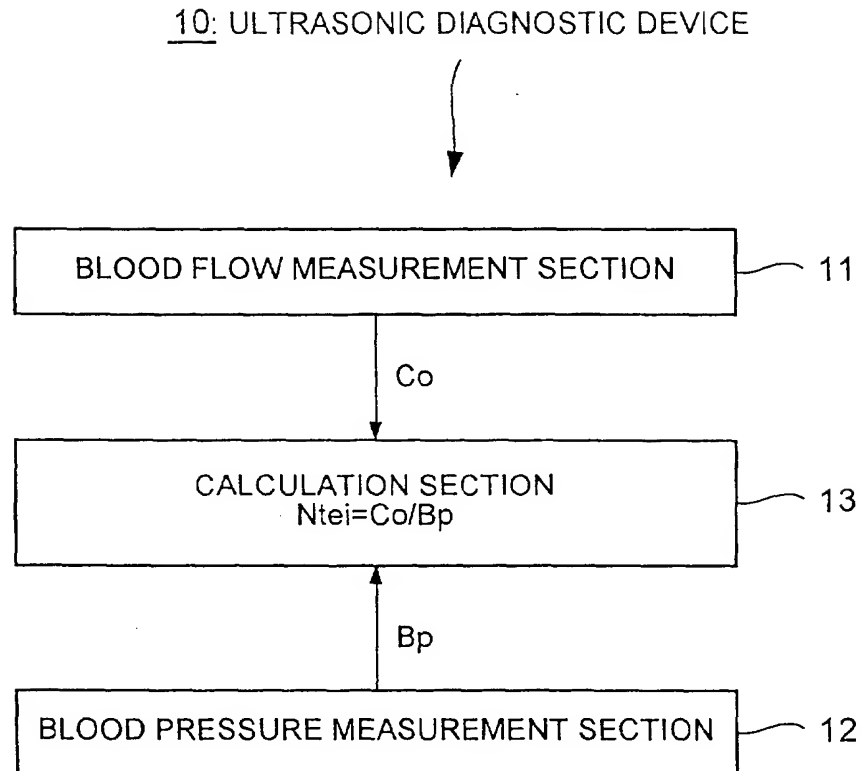 10: ULTRASONIC DIAGNOSTIC DEVICE
BLOOD FLOW MEASUREMENT SECTION
11
Co
CALCULATION SECTION
Ntei=Co/Bp
13
Bp
BLOOD PRESSURE MEASUREMENT SECTION
12